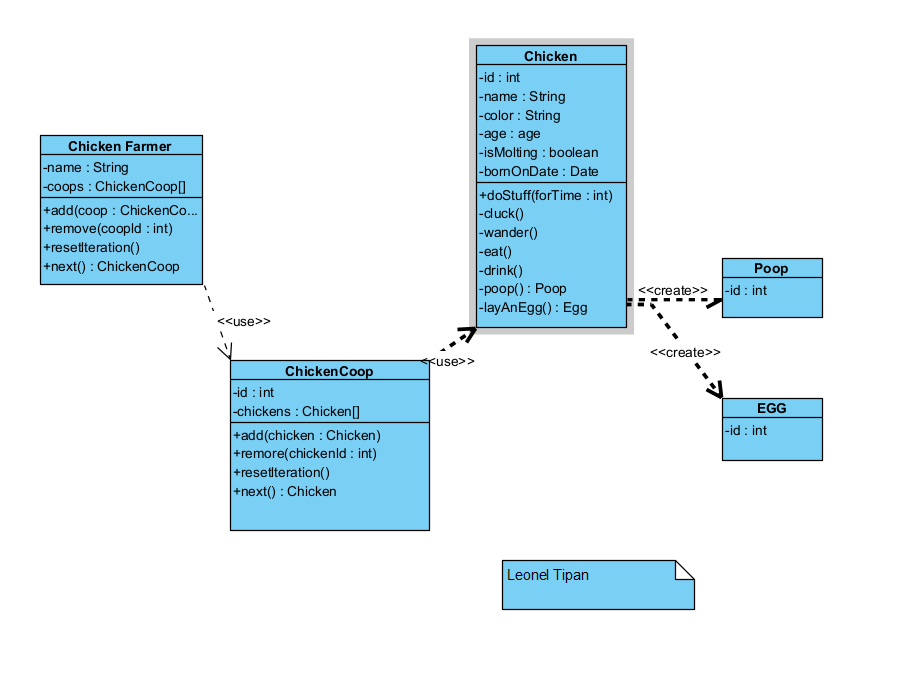 Chicken
-id : int
-name : String
-color : String
-age : age
-isMolting : boolean
-bornOnDate : Date
+doStuff(forTime : int)
-cluck()
-wander()
-eat()
-drink()
-poop() : Poop
-layAnEgg() : Egg
Chicken Farmer
-name : String
-coops : ChickenCoop[]
+add(coop : ChickenCo...
+remove(coopId : int)
+resetIteration()
+next() : ChickenCoop
<<use>>
ChickenCoop
-id : int
-chickens : Chicken[]
+add(chicken : Chicken)
+remore(chickenId : int)
+resetIteration()
+next() : Chicken
<<use>>
<<create>>
Poop
-id : int
<<create>>
EGG
-id : int
Leonel Tipan